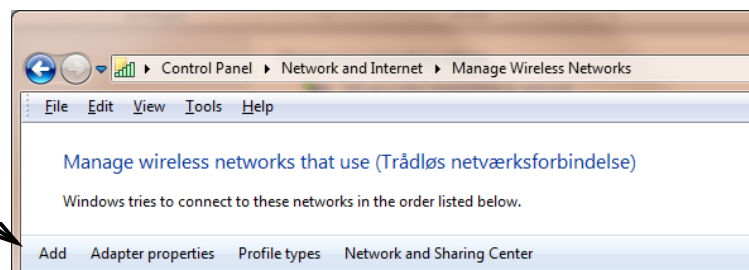 Control Panel Network and Internet Manage Wireless Networks
File Edit View Tools Help
Manage wireless networks that use (Trådløs netværksforbindelse)
Windows tries to connect to these networks in the order listed below.
Add Adapter properties Profile types Network and Sharing Center